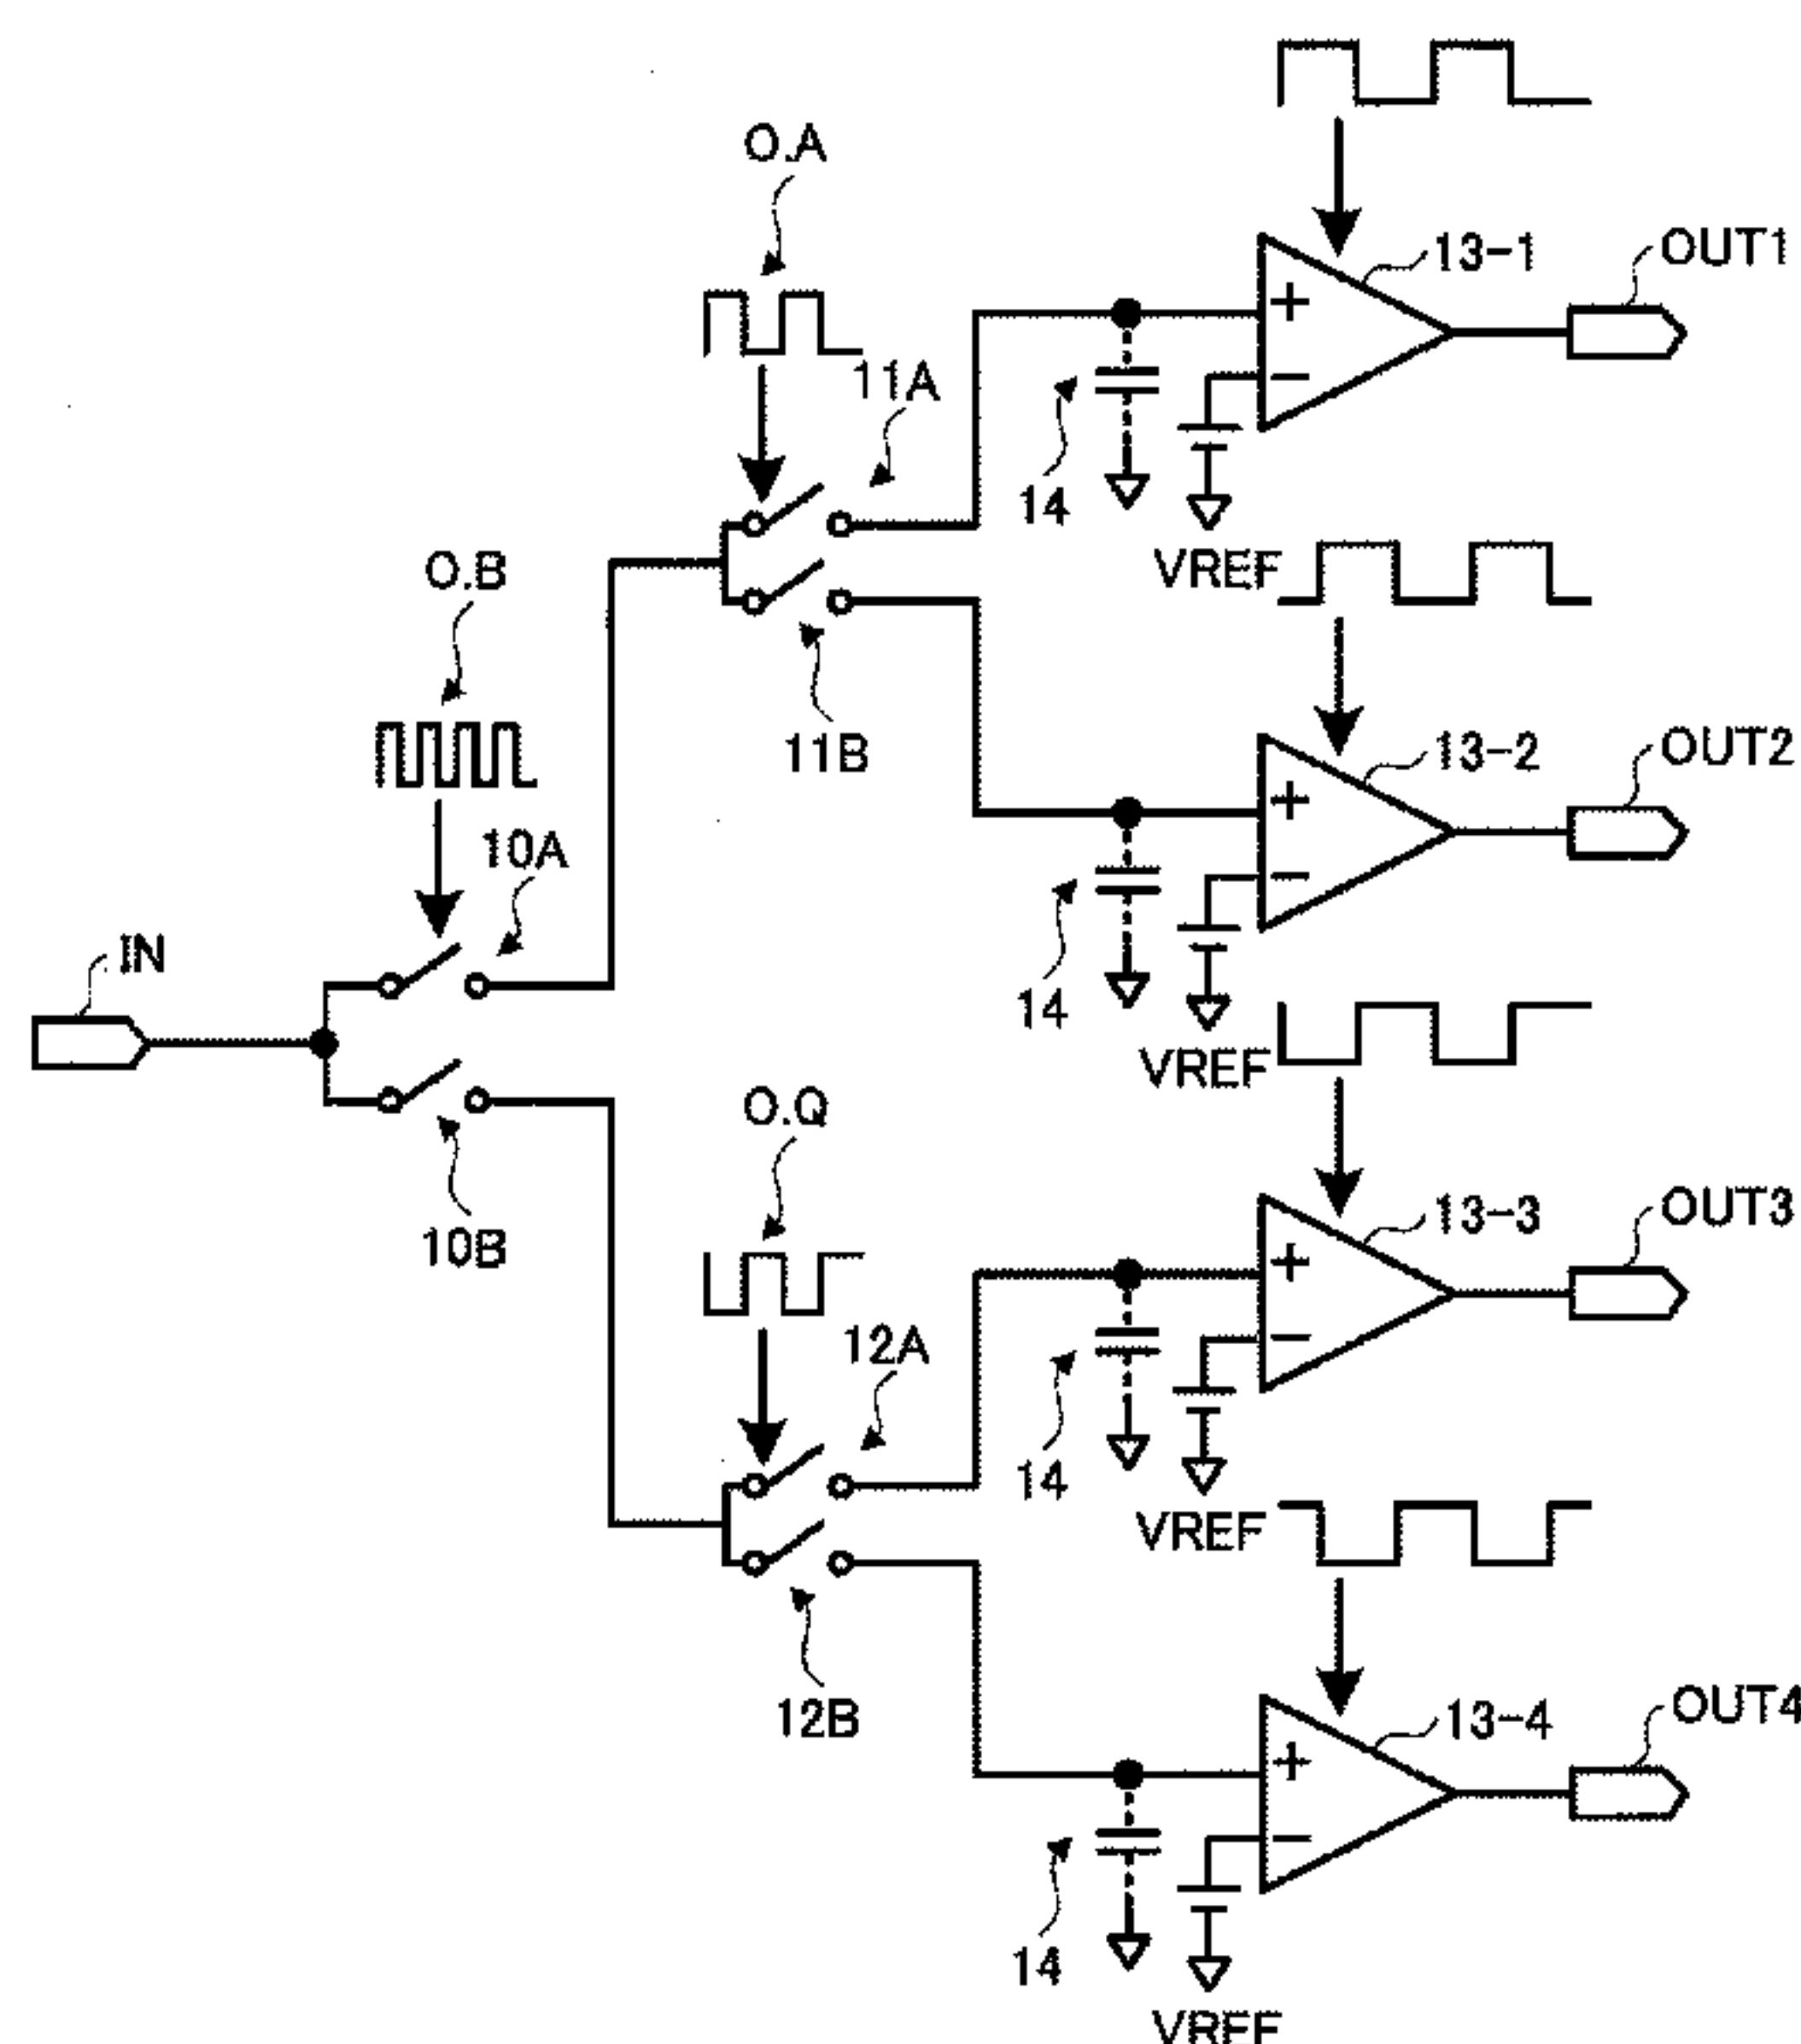 O.A
13-1
OUT1
11A
14
VREF
O.B
11B
13-2
OUT2
10A
IN
14
VREF
10B
O.Q
13-3
OUT3
12A
14
VREF
12B
13-4
OUT4
14
VREF